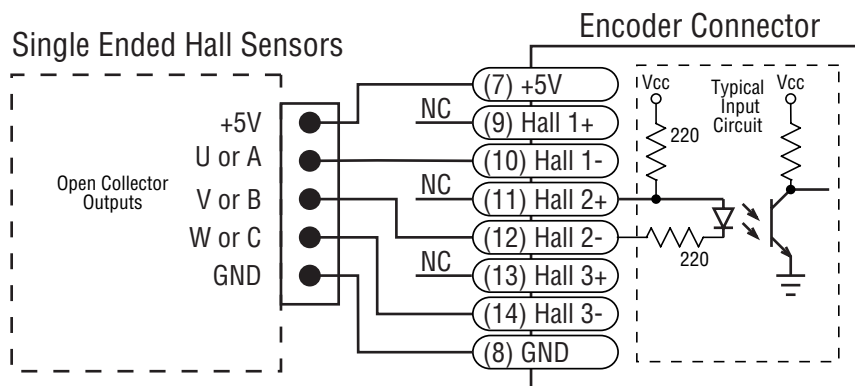 Single Ended Hall Sensors
Encoder Connector
Open Collector
Outputs
+5V
U or A
V or B
W or C
GND
NC
NC
NC
(7) +5V
(9) Hall 1+
(10) Hall 1-
(11) Hall 2+
(12) Hall 2-
(13) Hall 3+
(14) Hall 3-
(8) GND
Vcc
Typical
Input
Circuit
Vcc
220
220